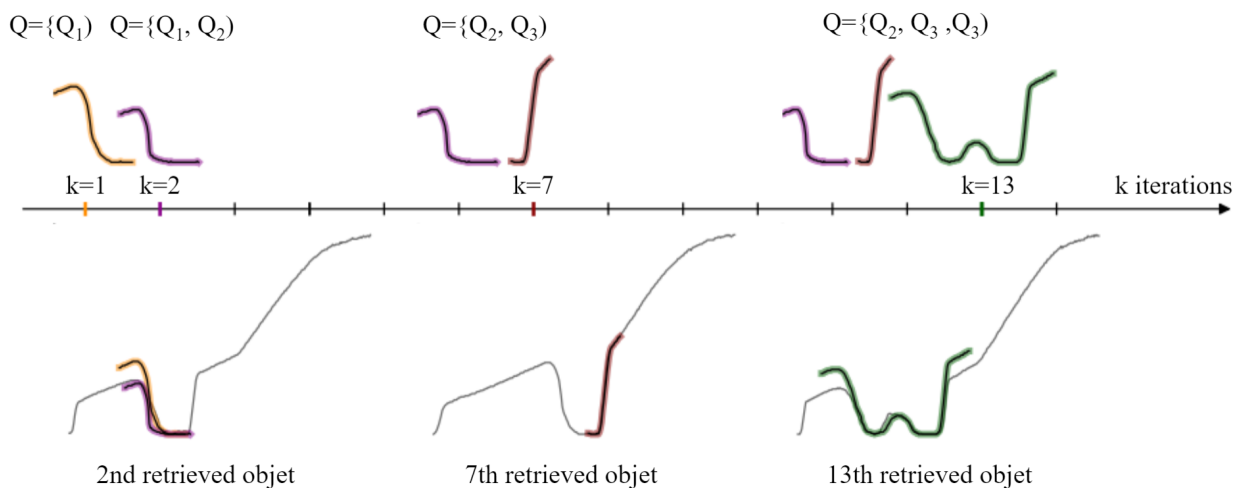 Q={Q1) Q={Q1, Q2) Q={Q2, Q3) Q={Q2, Q3 ,Q3)
k=1 k=2 k=7 k=13 k iterations
2nd retrieved objet 7th retrieved objet 13th retrieved objet